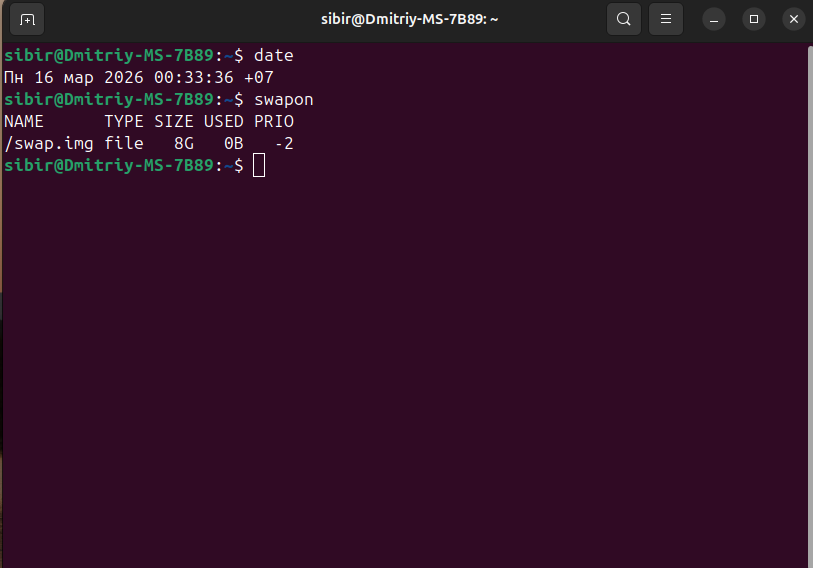 sibir@Dmitriy-MS-7B89: ~
sibir@Dmitriy-MS-7B89:~$ date
Пн 16 мар 2026 00:33:36 +07
sibir@Dmitriy-MS-7B89:~$ swapon
NAME      TYPE SIZE USED PRIO
/swap.img file   8G   0B   -2
sibir@Dmitriy-MS-7B89:~$